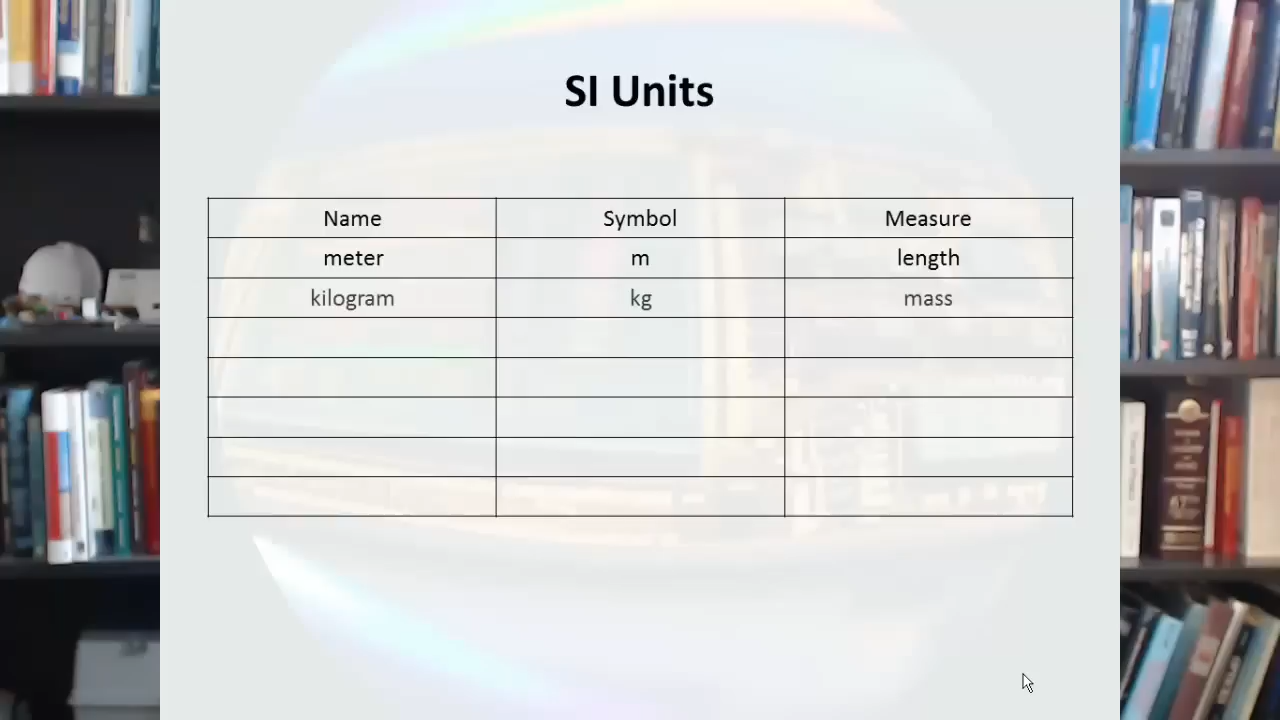 SI Units
Name Symbol Measure
meter m length
kilogram kg mass